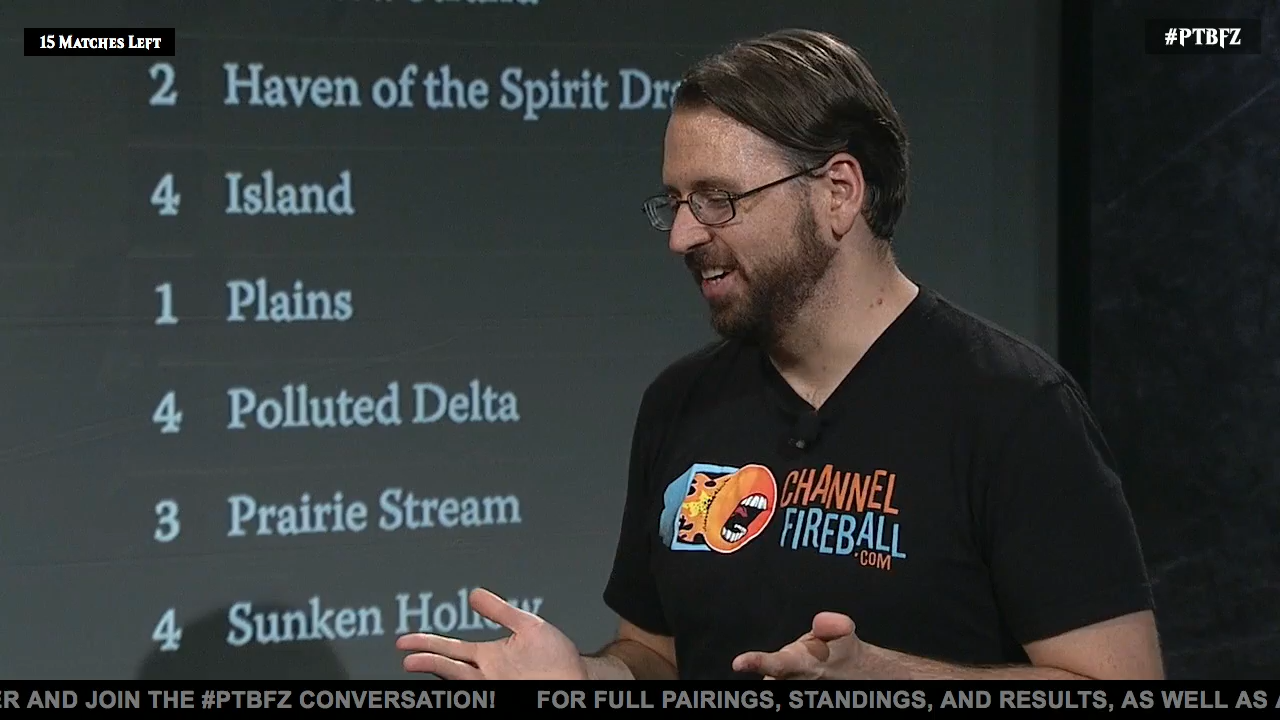 15 MATCHES LEFT
#PTBFZ
2 Haven of the Spirit
4 Island
1 Plains
4 Polluted Delta
3 Prairie Stream
4 Sunken Hollow
CHANNEL
FIREBALL
.COM
ER AND JOIN THE #PTBFZ CONVERSATION! FOR FULL PAIRINGS, STANDINGS, AND RESULTS, AS WELL AS